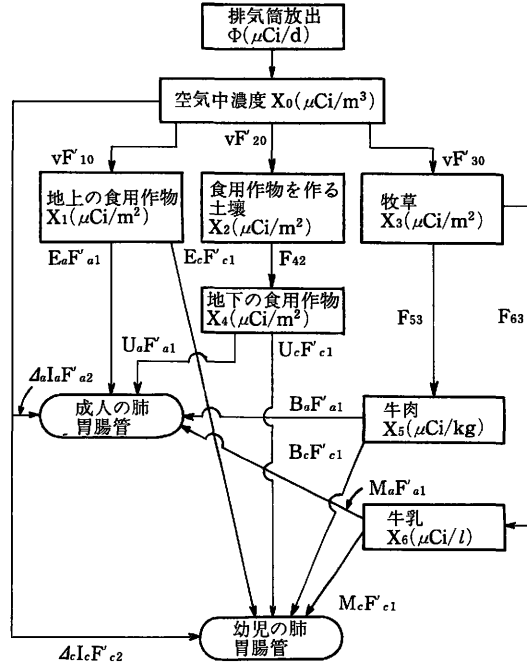 排気筒放出
Φ(μCi/d)
空気中濃度 X₀(μCi/m³)
vF′₁₀
vF′₂₀
vF′₃₀
地上の食用作物
X₁(μCi/m²)
食用作物を作る
土壌
X₂(μCi/m²)
牧草
X₃(μCi/m²)
EaF′a1
EcF′c1
F₄₂
F₅₃
F₆₃
地下の食用作物
X₄(μCi/m²)
UaF′a1
UcF′c1
ΔaIaF′a2
成人の肺
胃腸管
BaF′a1
牛肉
X₅(μCi/kg)
BcF′c1
MaF′a1
牛乳
X₆(μCi/l)
McF′c1
幼児の肺
胃腸管
ΔcIcF′c2